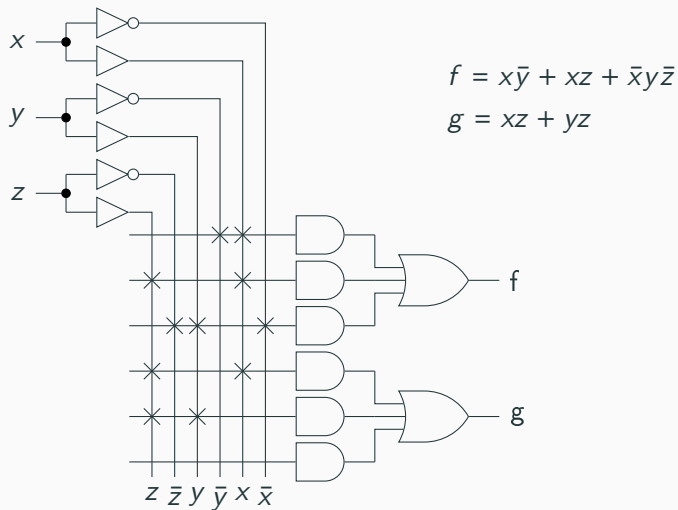 x
y
z
f = xȳ + xz + x̄yz̄
g = xz + yz
f
g
z z̄ y ȳ x x̄